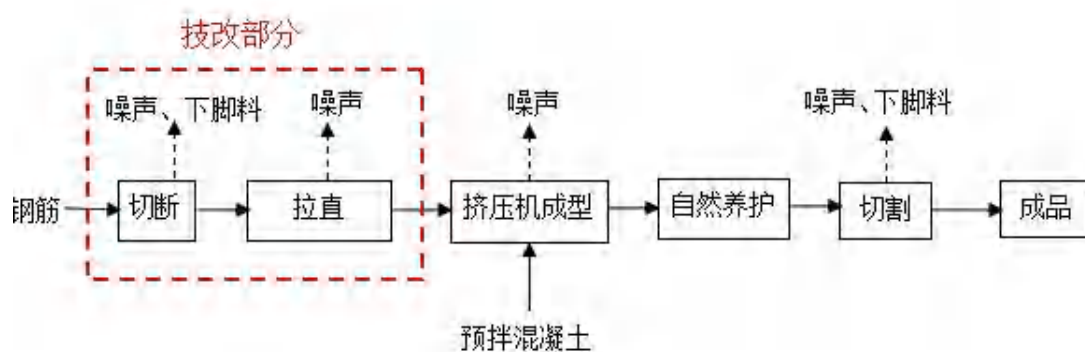 技改部分
噪声、下脚料
噪声
噪声
噪声、下脚料
钢筋
切断
拉直
挤压机成型
自然养护
切割
成品
预拌混凝土